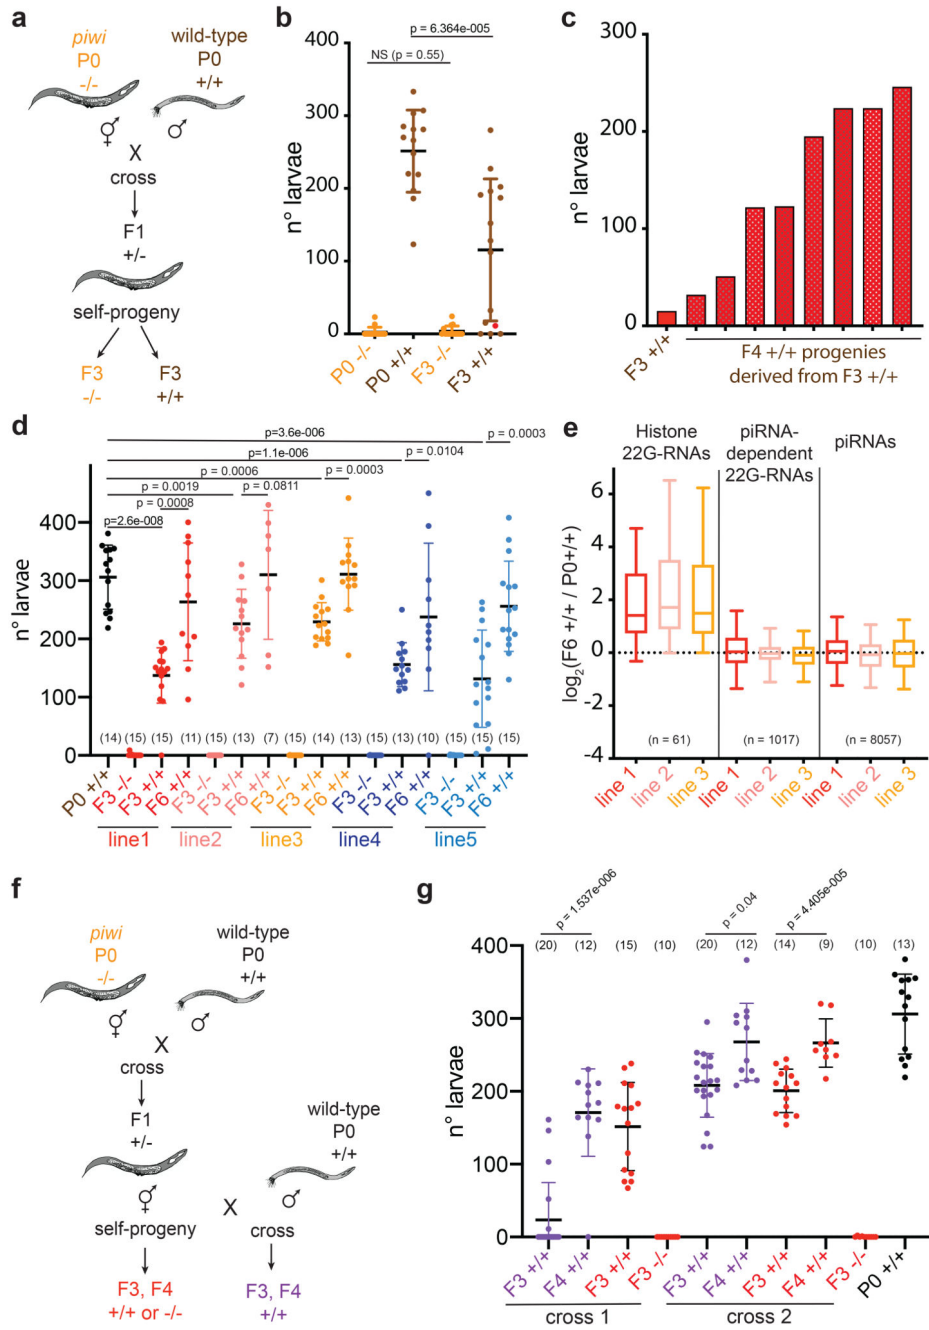 a
piwi
P0
-/-
wild-type
P0
+/+
X
cross
F1
+/-
self-progeny
F3
-/-
F3
+/+
b
p = 6.364e-005
NS (p = 0.55)
n° larvae
400
300
200
100
0
P0 -/-
P0 +/+
F3 -/-
F3 +/+
c
n° larvae
300
200
100
0
F3 +/+
F4 +/+ progenies
derived from F3 +/+
d
p=3.6e-006
p = 0.0003
p=1.1e-006
p = 0.0104
p = 0.0006
p = 0.0003
p = 0.0019
p = 0.0811
p = 0.0008
p=2.6e-008
n° larvae
400
300
200
100
0
(14) (15) (15) (11) (15) (13) (7) (15) (14) (13) (15) (13) (10) (15) (15) (15)
P0 +/+
F3 -/-
F3 +/+
F6 +/+
F3 -/-
F3 +/+
F6 +/+
F3 -/-
F3 +/+
F6 +/+
F3 -/-
F3 +/+
F6 +/+
F3 -/-
F3 +/+
F6 +/+
line1
line2
line3
line4
line5
e
Histone
22G-RNAs
piRNA-
dependent
22G-RNAs
piRNAs
log2(F6 +/+ / P0+/+)
6
4
2
0
-2
-4
(n = 61)
(n = 1017)
(n = 8057)
line 1
line 2
line 3
line 1
line 2
line 3
line 1
line 2
line 3
f
piwi
P0
-/-
wild-type
P0
+/+
X
cross
F1
+/-
wild-type
P0
+/+
X
self-progeny
cross
F3, F4
+/+ or -/-
F3, F4
+/+
g
p = 1.537e-006
p = 0.04
p = 4.405e-005
(20) (12) (15) (10) (20) (12) (14) (9) (10) (13)
n° larvae
400
300
200
100
0
F3 +/+
F4 +/+
F3 +/+
F3 -/-
F3 +/+
F4 +/+
F3 +/+
F4 +/+
F3 -/-
P0 +/+
cross 1
cross 2